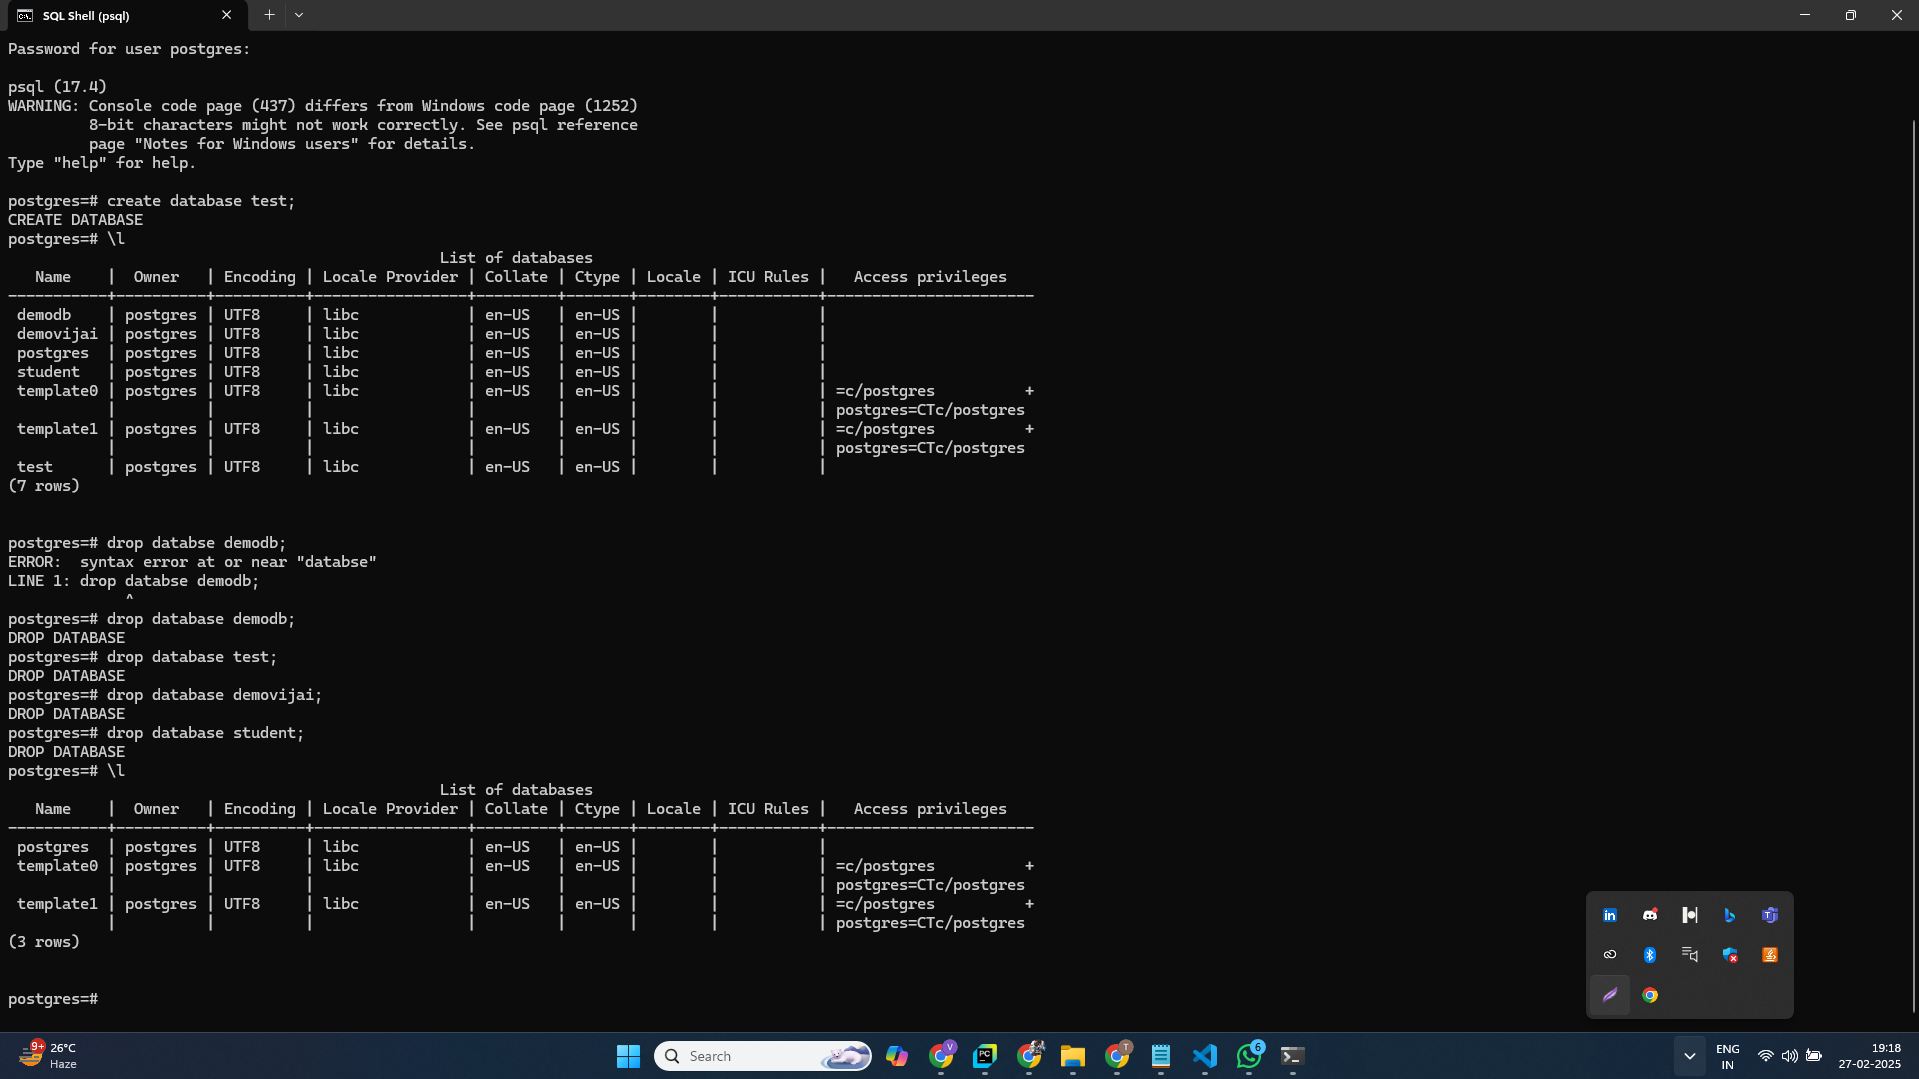 SQL Shell (psql)
Password for user postgres:
psql (17.4)
WARNING: Console code page (437) differs from Windows code page (1252)
         8-bit characters might not work correctly. See psql reference
         page "Notes for Windows users" for details.
Type "help" for help.
postgres=# create database test;
CREATE DATABASE
postgres=# \l
                                                List of databases
   Name    |  Owner   | Encoding | Locale Provider | Collate | Ctype | Locale | ICU Rules |   Access privileges
-----------+----------+----------+-----------------+---------+-------+--------+-----------+-----------------------
 demodb    | postgres | UTF8     | libc            | en-US   | en-US |        |           |
 demovijai | postgres | UTF8     | libc            | en-US   | en-US |        |           |
 postgres  | postgres | UTF8     | libc            | en-US   | en-US |        |           |
 student   | postgres | UTF8     | libc            | en-US   | en-US |        |           |
 template0 | postgres | UTF8     | libc            | en-US   | en-US |        |           | =c/postgres          +
           |          |          |                 |         |       |        |           | postgres=CTc/postgres
 template1 | postgres | UTF8     | libc            | en-US   | en-US |        |           | =c/postgres          +
           |          |          |                 |         |       |        |           | postgres=CTc/postgres
 test      | postgres | UTF8     | libc            | en-US   | en-US |        |           |
(7 rows)
postgres=# drop databse demodb;
ERROR:  syntax error at or near "databse"
LINE 1: drop databse demodb;
             ^
postgres=# drop database demodb;
DROP DATABASE
postgres=# drop database test;
DROP DATABASE
postgres=# drop database demovijai;
DROP DATABASE
postgres=# drop database student;
DROP DATABASE
postgres=# \l
                                                List of databases
   Name    |  Owner   | Encoding | Locale Provider | Collate | Ctype | Locale | ICU Rules |   Access privileges
-----------+----------+----------+-----------------+---------+-------+--------+-----------+-----------------------
 postgres  | postgres | UTF8     | libc            | en-US   | en-US |        |           |
 template0 | postgres | UTF8     | libc            | en-US   | en-US |        |           | =c/postgres          +
           |          |          |                 |         |       |        |           | postgres=CTc/postgres
 template1 | postgres | UTF8     | libc            | en-US   | en-US |        |           | =c/postgres          +
           |          |          |                 |         |       |        |           | postgres=CTc/postgres
(3 rows)
postgres=#
in
9+
26°C
Haze
Search
V
PC
T
6
ENG
IN
19:18
27-02-2025